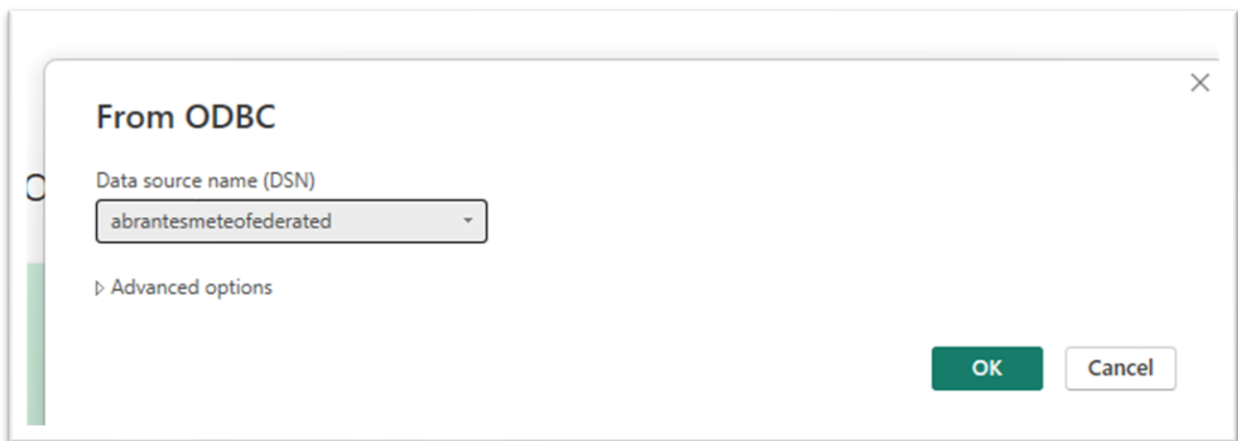 From ODBC
Data source name (DSN)
abrantesmeteofederated
Advanced options
OK Cancel